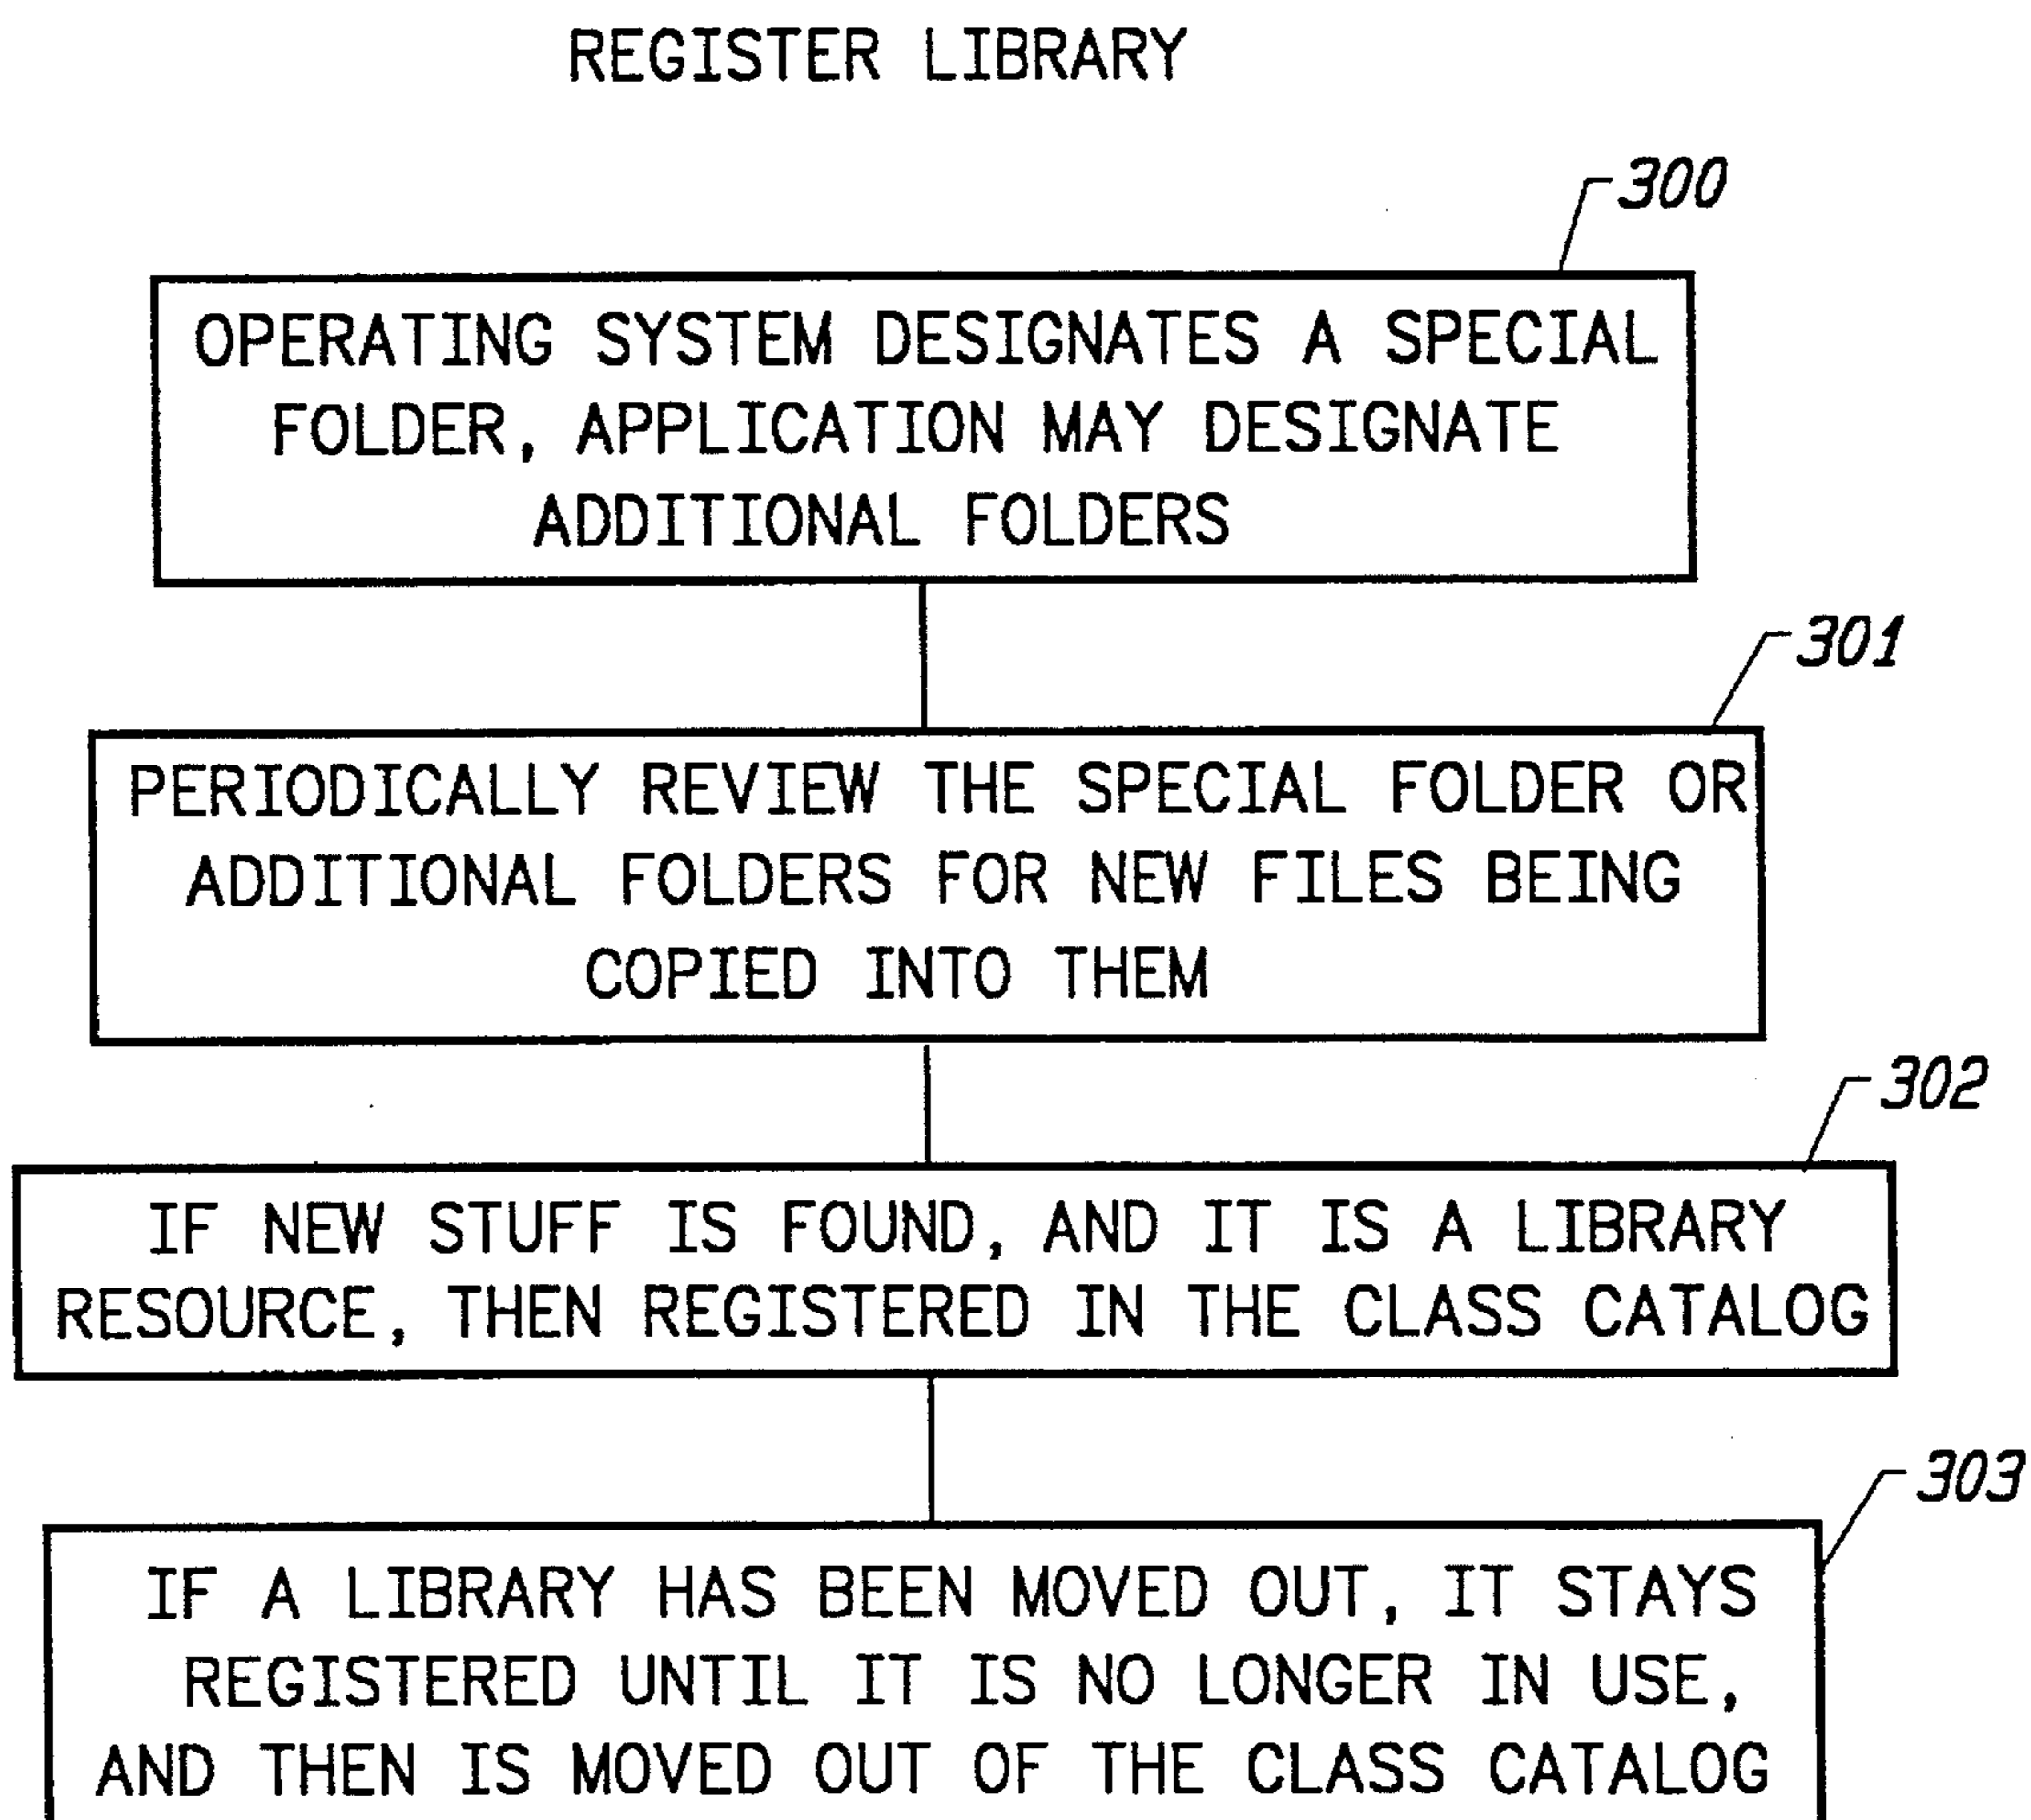 REGISTER LIBRARY
300
OPERATING SYSTEM DESIGNATES A SPECIAL
FOLDER, APPLICATION MAY DESIGNATE
ADDITIONAL FOLDERS
301
PERIODICALLY REVIEW THE SPECIAL FOLDER OR
ADDITIONAL FOLDERS FOR NEW FILES BEING
COPIED INTO THEM
302
IF NEW STUFF IS FOUND, AND IT IS A LIBRARY
RESOURCE, THEN REGISTERED IN THE CLASS CATALOG
303
IF A LIBRARY HAS BEEN MOVED OUT, IT STAYS
REGISTERED UNTIL IT IS NO LONGER IN USE,
AND THEN IS MOVED OUT OF THE CLASS CATALOG